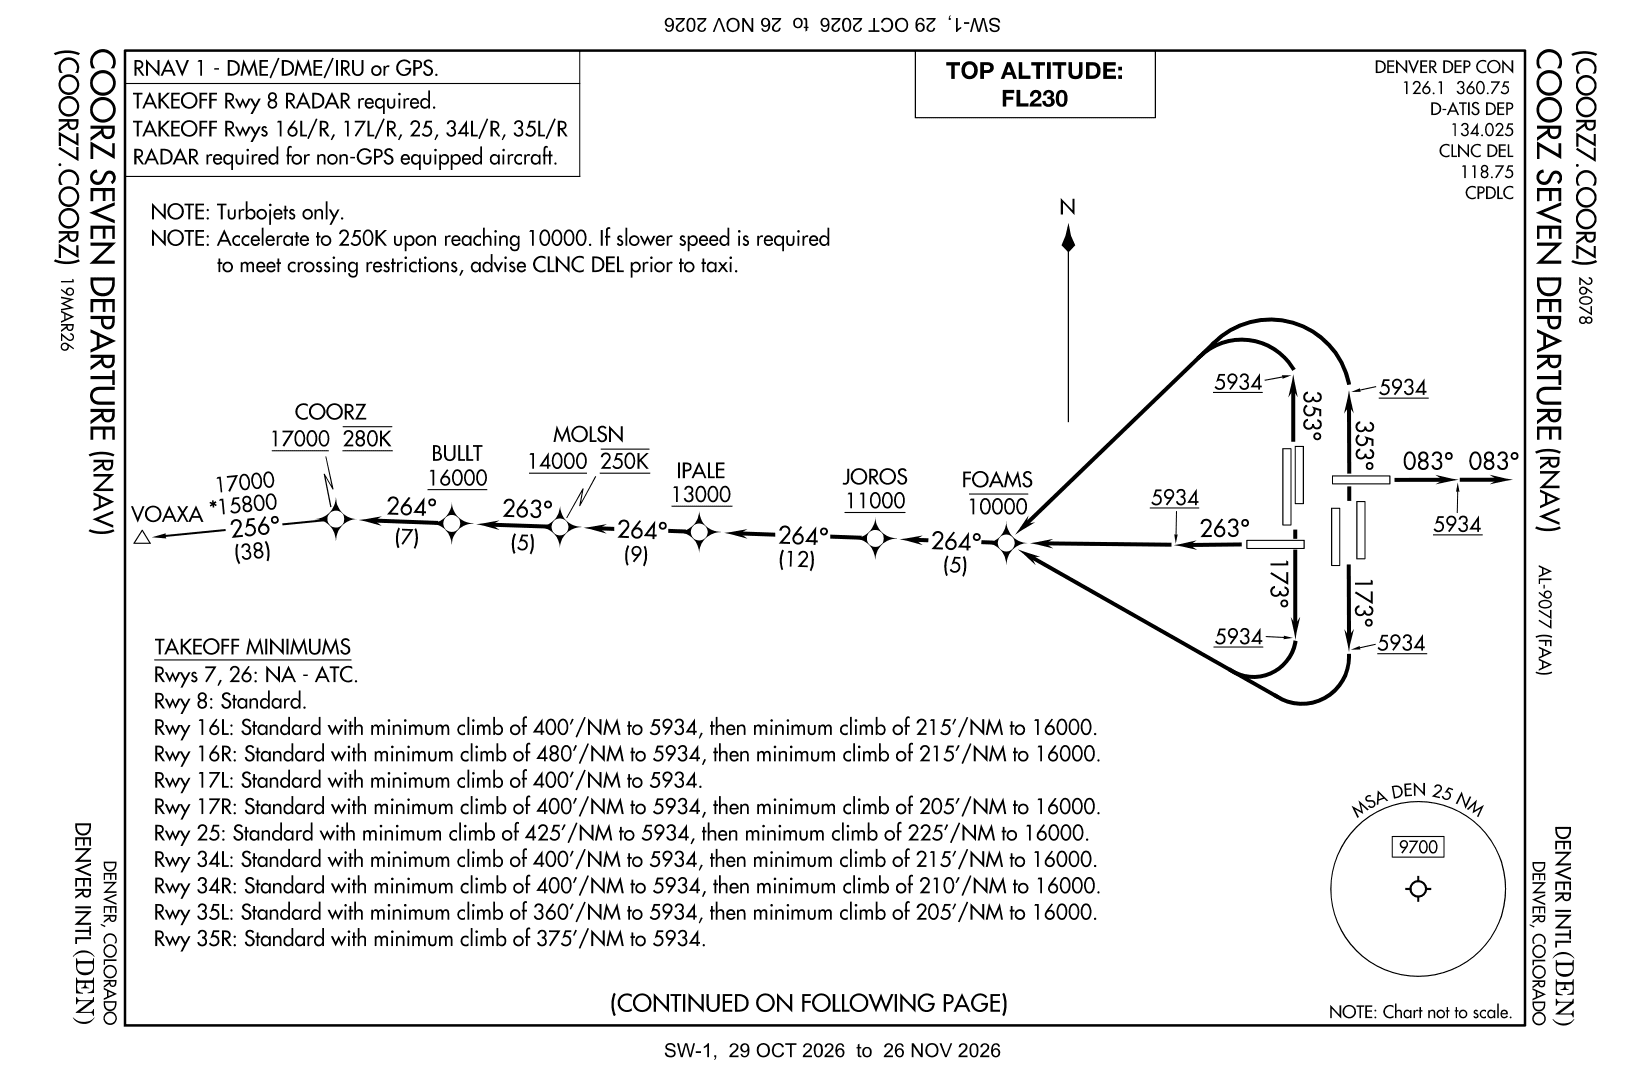 SW-1, 29 OCT 2026 to 26 NOV 2026
(COORZ7.COORZ) 19MAR26
COORZ SEVEN DEPARTURE (RNAV)
DENVER INTL (DEN)
DENVER, COLORADO
RNAV 1 - DME/DME/IRU or GPS.
TAKEOFF Rwy 8 RADAR required.
TAKEOFF Rwys 16L/R, 17L/R, 25, 34L/R, 35L/R
RADAR required for non-GPS equipped aircraft.
TOP ALTITUDE:
FL230
DENVER DEP CON
126.1 360.75
D-ATIS DEP
134.025
CLNC DEL
118.75
CPDLC
NOTE: Turbojets only.
NOTE: Accelerate to 250K upon reaching 10000. If slower speed is required
to meet crossing restrictions, advise CLNC DEL prior to taxi.
N
VOAXA
17000
*15800
256°
(38)
COORZ
17000 280K
264°
(7)
BULLT
16000
263°
(5)
MOLSN
14000 250K
264°
(9)
IPALE
13000
264°
(12)
JOROS
11000
264°
(5)
FOAMS
10000
5934
353°
5934
353°
083° 083°
5934
5934
263°
173°
5934
173°
5934
TAKEOFF MINIMUMS
Rwys 7, 26: NA - ATC.
Rwy 8: Standard.
Rwy 16L: Standard with minimum climb of 400'/NM to 5934, then minimum climb of 215'/NM to 16000.
Rwy 16R: Standard with minimum climb of 480'/NM to 5934, then minimum climb of 215'/NM to 16000.
Rwy 17L: Standard with minimum climb of 400'/NM to 5934.
Rwy 17R: Standard with minimum climb of 400'/NM to 5934, then minimum climb of 205'/NM to 16000.
Rwy 25: Standard with minimum climb of 425'/NM to 5934, then minimum climb of 225'/NM to 16000.
Rwy 34L: Standard with minimum climb of 400'/NM to 5934, then minimum climb of 215'/NM to 16000.
Rwy 34R: Standard with minimum climb of 400'/NM to 5934, then minimum climb of 210'/NM to 16000.
Rwy 35L: Standard with minimum climb of 360'/NM to 5934, then minimum climb of 205'/NM to 16000.
Rwy 35R: Standard with minimum climb of 375'/NM to 5934.
MSA DEN 25 NM
9700
(CONTINUED ON FOLLOWING PAGE)
NOTE: Chart not to scale.
(COORZ7.COORZ) 26078
COORZ SEVEN DEPARTURE (RNAV)
AL-9077 (FAA)
DENVER INTL (DEN)
DENVER, COLORADO
SW-1, 29 OCT 2026 to 26 NOV 2026